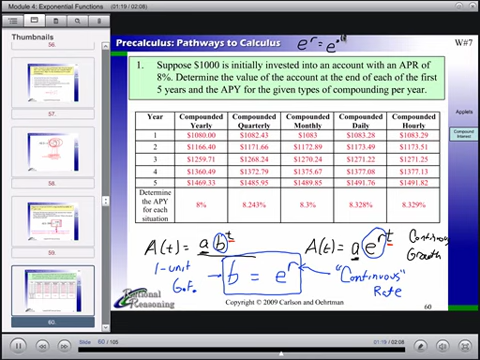 Module 4: Exponential Functions
01:19 / 02:08
Thumbnails
56.
57.
58.
59.
60.
Precalculus: Pathways to Calculus
W#7
1. Suppose $1000 is initially invested into an account with an APR of
8%. Determine the value of the account at the end of each of the first
5 years and the APY for the given types of compounding per year.
Year Compounded Yearly Compounded Quarterly Compounded Monthly Compounded Daily Compounded Hourly
1 $1080.00 $1082.43 $1083 $1083.28 $1083.29
2 $1166.40 $1171.66 $1172.89 $1173.49 $1173.51
3 $1259.71 $1268.24 $1270.24 $1271.22 $1271.25
4 $1360.49 $1372.79 $1375.67 $1377.08 $1377.13
5 $1469.33 $1485.95 $1489.85 $1491.76 $1491.82
Determine the APY for each situation 8% 8.243% 8.3% 8.328% 8.329%
A(t) = a b^t
A(t) = a e^rt
Continuous
Growth
1-unit
G.F.
b = e^r
"Continuous"
Rate
Rational
Reasoning
Copyright © 2009 Carlson and Oehrtman
60
Applets
Compound
Interest
Slide 60 / 105
01:19 / 02:08